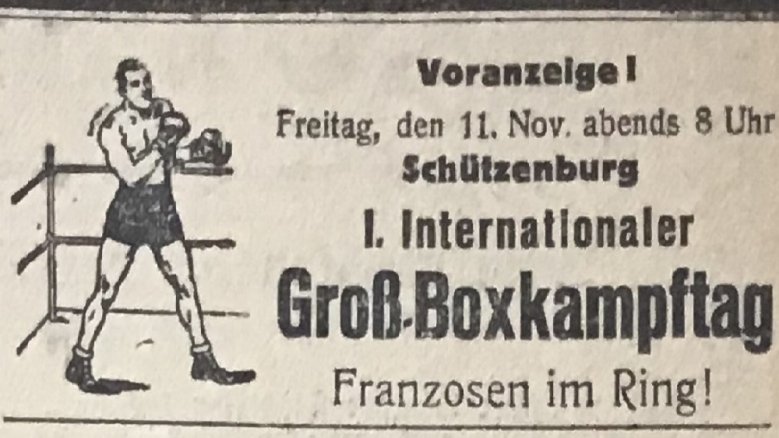 Voranzeige!
Freitag, den 11. Nov. abends 8 Uhr
Schützenburg
I. Internationaler
Groß-Boxkampftag
Franzosen im Ring!